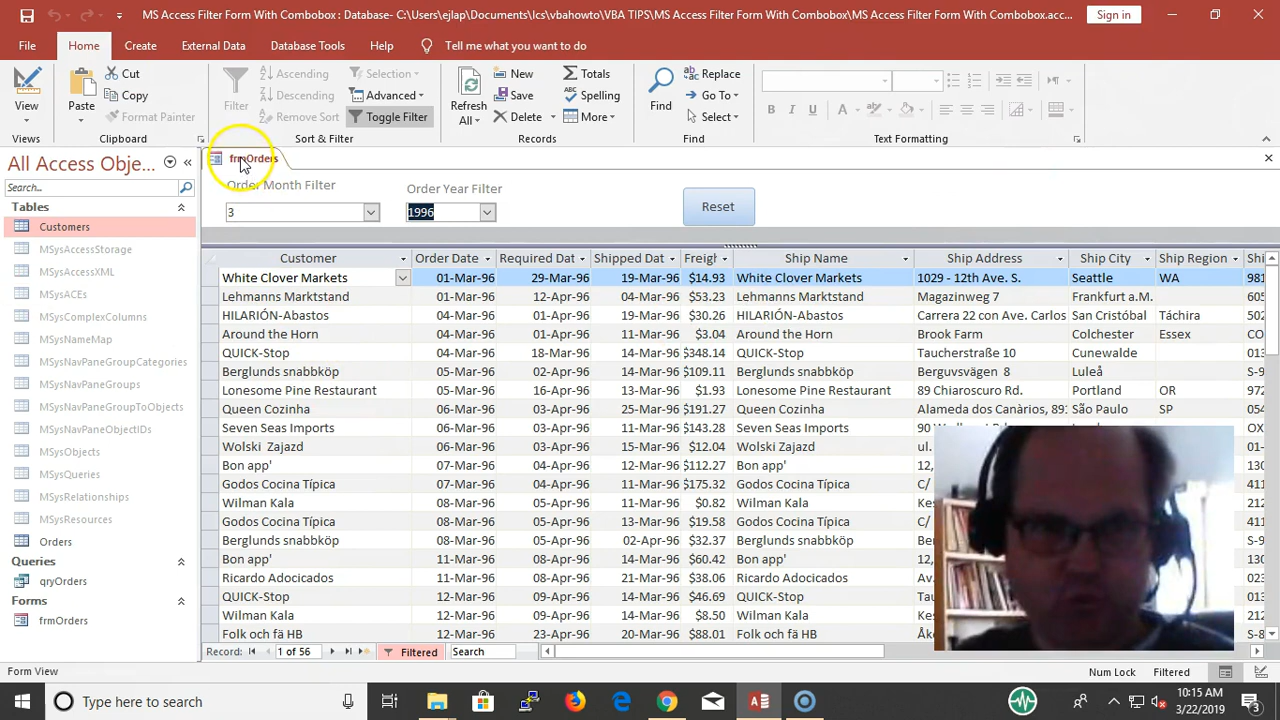 MS Access Filter Form With Combobox : Database- C:\Users\ejlap\Documents\lcs\vbahowto\VBA TIPS\MS Access Filter Form With Combobox\MS Access Filter Form With Combobox.acc...
Sign in
File Home Create External Data Database Tools Help Tell me what you want to do
View
Views
Paste
Cut
Copy
Format Painter
Clipboard
Filter
Ascending
Descending
Remove Sort
Selection
Advanced
Toggle Filter
Sort & Filter
Refresh All
New
Save
Delete
Totals
Spelling
More
Records
Find
Replace
Go To
Select
Find
Text Formatting
All Access Obje...
Search...
Tables
Customers
MSysAccessStorage
MSysAccessXML
MSysACEs
MSysComplexColumns
MSysNameMap
MSysNavPaneGroupCategories
MSysNavPaneGroups
MSysNavPaneGroupToObjects
MSysNavPaneObjectIDs
MSysObjects
MSysQueries
MSysRelationships
MSysResources
Orders
Queries
qryOrders
Forms
frmOrders
frmOrders
Order Month Filter Order Year Filter
3 1996 Reset
Customer Order Date Required Dat Shipped Dat Freigh Ship Name Ship Address Ship City Ship Region Shi
White Clover Markets 01-Mar-96 29-Mar-96 19-Mar-96 $14.93 White Clover Markets 1029 - 12th Ave. S. Seattle WA 981
Lehmanns Marktstand 01-Mar-96 12-Apr-96 04-Mar-96 $53.23 Lehmanns Marktstand Magazinweg 7 Frankfurt a.M. 605
HILARIÓN-Abastos 04-Mar-96 01-Apr-96 19-Mar-96 $30.26 HILARIÓN-Abastos Carrera 22 con Ave. Carlos San Cristóbal Táchira 502
Around the Horn 04-Mar-96 01-Apr-96 11-Mar-96 $3.04 Around the Horn Brook Farm Colchester Essex CO
QUICK-Stop 04-Mar-96 18-Mar-96 14-Mar-96 $348.14 QUICK-Stop Taucherstraße 10 Cunewalde 013
Berglunds snabbköp 05-Mar-96 02-Apr-96 14-Mar-96 $109.11 Berglunds snabbköp Berguvsvägen 8 Luleå S-9
Lonesome Pine Restaurant 05-Mar-96 16-Apr-96 13-Mar-96 $1.93 Lonesome Pine Restaurant 89 Chiaroscuro Rd. Portland OR 972
Queen Cozinha 06-Mar-96 03-Apr-96 25-Mar-96 $191.27 Queen Cozinha Alameda dos Canàrios, 891 São Paulo SP 054
Seven Seas Imports 06-Mar-96 03-Apr-96 14-Mar-96 $143.28 Seven Seas Imports 90 OX
Wolski Zajazd 06-Mar-96 03-Apr-96 14-Mar-96 $12.04 Wolski Zajazd ul.
Bon app' 07-Mar-96 04-Apr-96 12-Mar-96 $112.27 Bon app' 12,
Godos Cocina Típica 07-Mar-96 04-Apr-96 11-Mar-96 $175.32 Godos Cocina Típica C/ 411
Wilman Kala 08-Mar-96 05-Apr-96 11-Mar-96 $0.82 Wilman Kala Kes
Godos Cocina Típica 08-Mar-96 05-Apr-96 13-Mar-96 $19.58 Godos Cocina Típica C/ 411
Berglunds snabbköp 08-Mar-96 05-Apr-96 02-Apr-96 $32.37 Berglunds snabbköp S-9
Bon app' 11-Mar-96 08-Apr-96 14-Mar-96 $60.42 Bon app' 12,
Ricardo Adocicados 11-Mar-96 08-Apr-96 21-Mar-96 $38.06 Ricardo Adocicados Av.
QUICK-Stop 12-Mar-96 09-Apr-96 14-Mar-96 $46.69 QUICK-Stop
Wilman Kala 12-Mar-96 09-Apr-96 14-Mar-96 $8.50 Wilman Kala Kes
Folk och fä HB 12-Mar-96 23-Apr-96 20-Mar-96 $88.01 Folk och fä HB
Record: 1 of 56 Filtered Search
Form View Num Lock Filtered
Type here to search
10:15 AM
3/22/2019
3